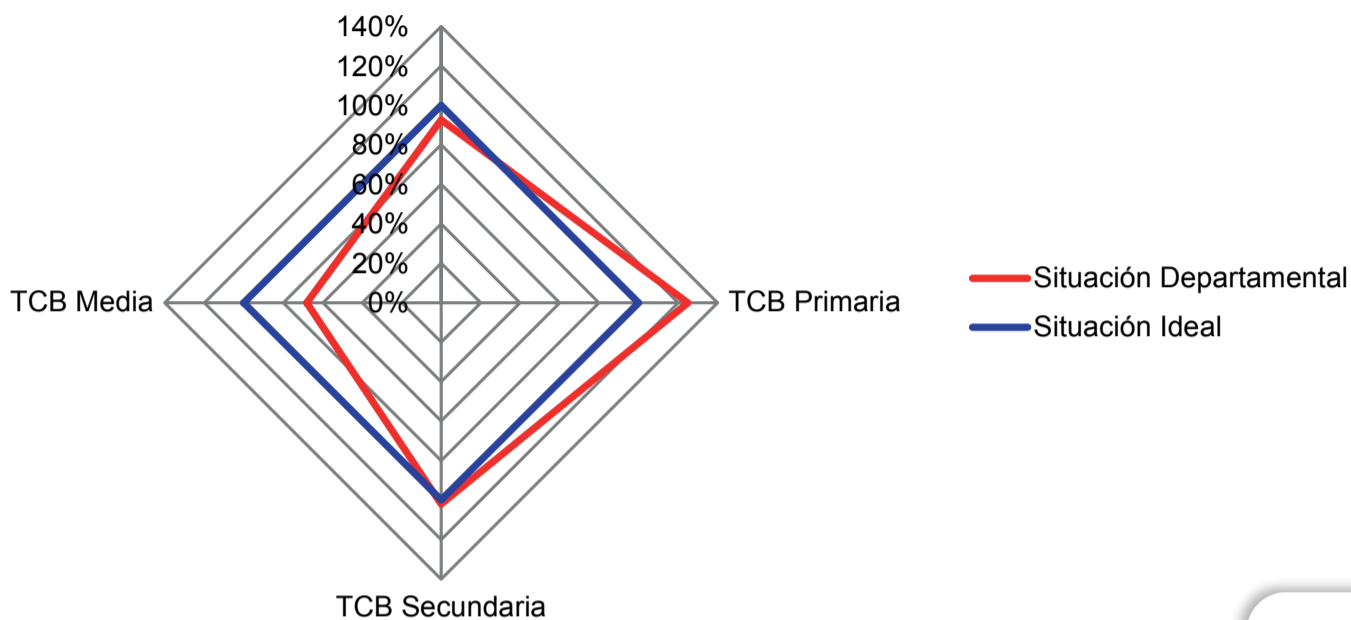 140%
120%
100%
80%
60%
40%
20%
0%
TCB Media
TCB Primaria
TCB Secundaria
Situación Departamental
Situación Ideal